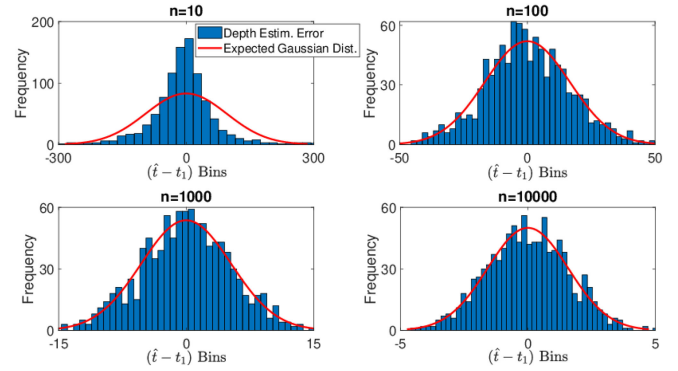 n=10
200
100
0
Frequency
-300
0
300
(t̂ − t₁) Bins
Depth Estim. Error
Expected Gaussian Dist.
n=100
60
30
0
Frequency
-50
0
50
(t̂ − t₁) Bins
n=1000
60
30
0
Frequency
-15
0
15
(t̂ − t₁) Bins
n=10000
60
30
0
Frequency
-5
0
5
(t̂ − t₁) Bins